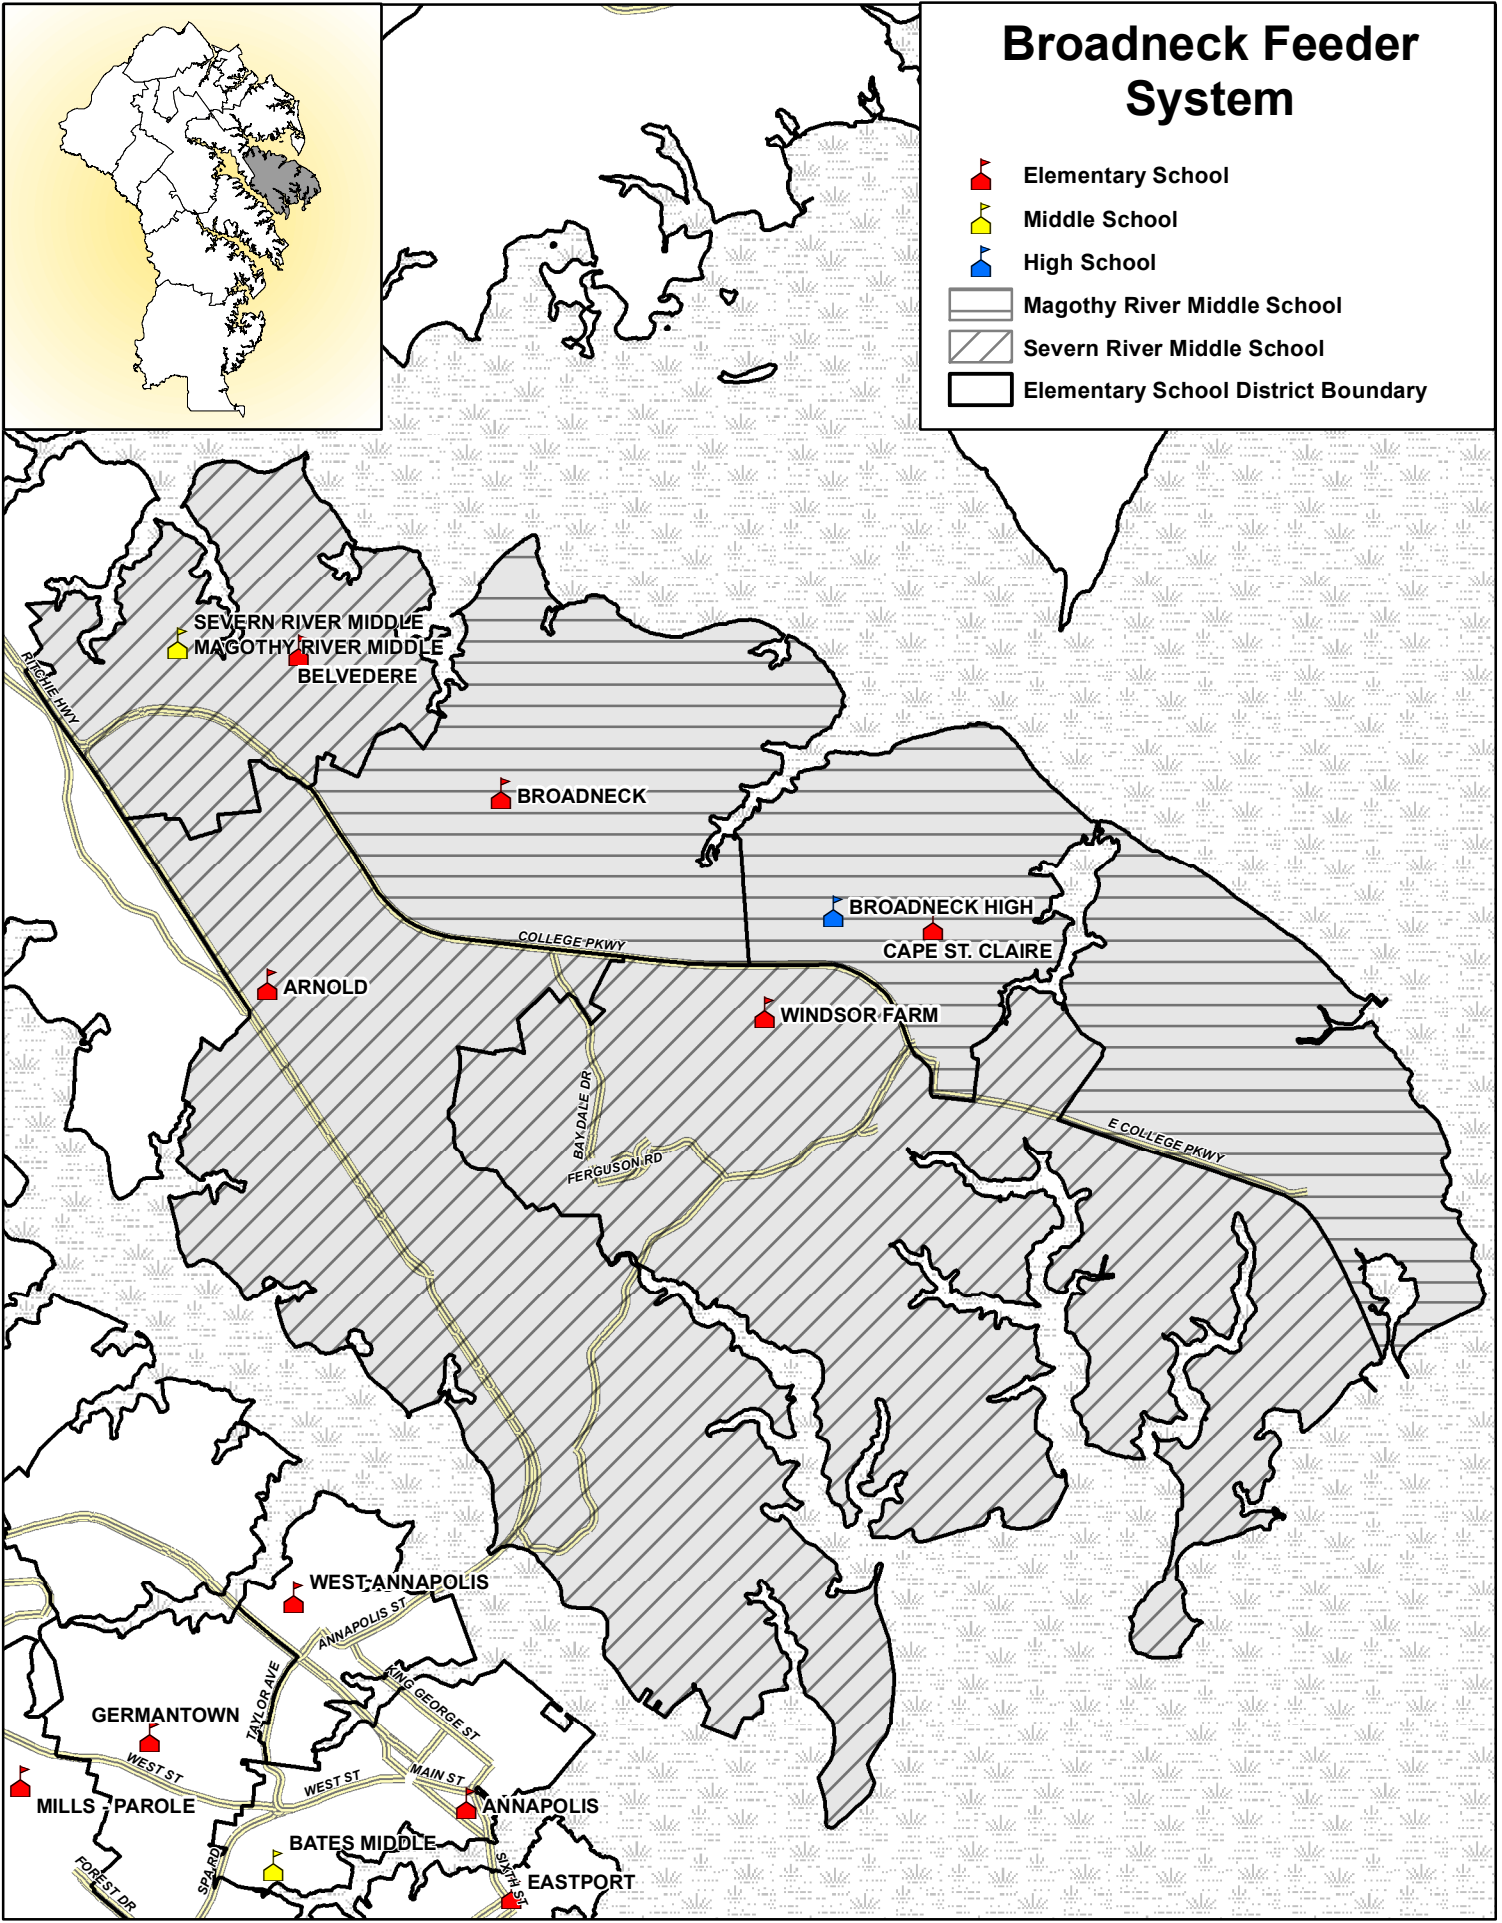 Broadneck Feeder
System
Elementary School
Middle School
High School
Magothy River Middle School
Severn River Middle School
Elementary School District Boundary
SEVERN RIVER MIDDLE
MAGOTHY RIVER MIDDLE
BELVEDERE
RITCHIE HWY
BROADNECK
BROADNECK HIGH
CAPE ST. CLAIRE
COLLEGE PKWY
ARNOLD
WINDSOR FARM
BAY DALE DR
E COLLEGE PKWY
FERGUSON RD
WEST ANNAPOLIS
ANNAPOLIS ST
TAYLOR AVE
KING GEORGE ST
GERMANTOWN
WEST ST
WEST ST
MAIN ST
MILLS - PAROLE
ANNAPOLIS
BATES MIDDLE
SPA RD
FOREST DR
SIXTH ST
EASTPORT